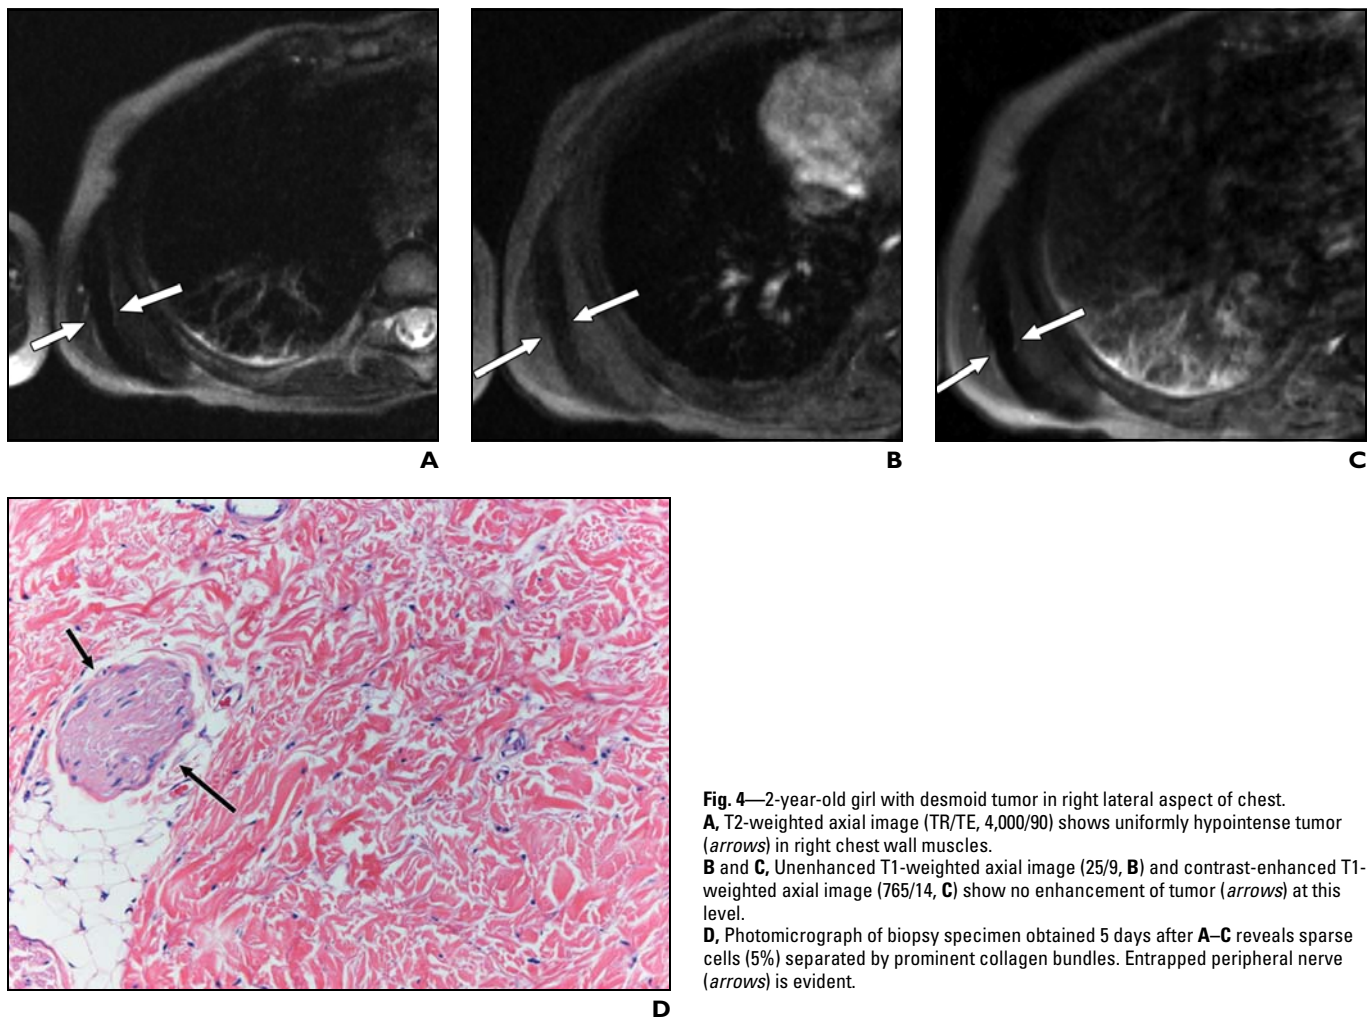 A
B
C
D
Fig. 4—2-year-old girl with desmoid tumor in right lateral aspect of chest.
A, T2-weighted axial image (TR/TE, 4,000/90) shows uniformly hypointense tumor
(arrows) in right chest wall muscles.
B and C, Unenhanced T1-weighted axial image (25/9, B) and contrast-enhanced T1-
weighted axial image (765/14, C) show no enhancement of tumor (arrows) at this
level.
D, Photomicrograph of biopsy specimen obtained 5 days after A–C reveals sparse
cells (5%) separated by prominent collagen bundles. Entrapped peripheral nerve
(arrows) is evident.